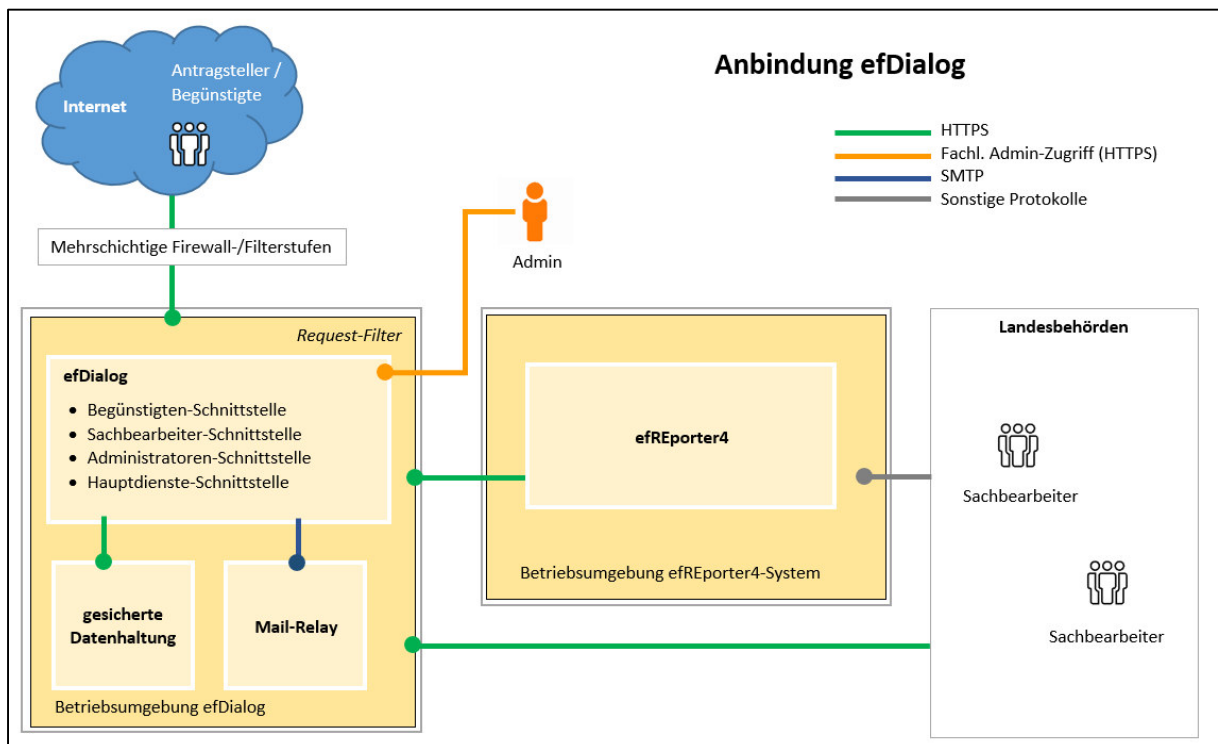 Anbindung efDialog
Antragsteller /
Begünstigte
Internet
HTTPS
Fachl. Admin-Zugriff (HTTPS)
SMTP
Sonstige Protokolle
Mehrschichtige Firewall-/Filterstufen
Admin
Request-Filter
efDialog
• Begünstigten-Schnittstelle
• Sachbearbeiter-Schnittstelle
• Administratoren-Schnittstelle
• Hauptdienste-Schnittstelle
gesicherte
Datenhaltung
Mail-Relay
Betriebsumgebung efDialog
efREporter4
Betriebsumgebung efREporter4-System
Landesbehörden
Sachbearbeiter
Sachbearbeiter